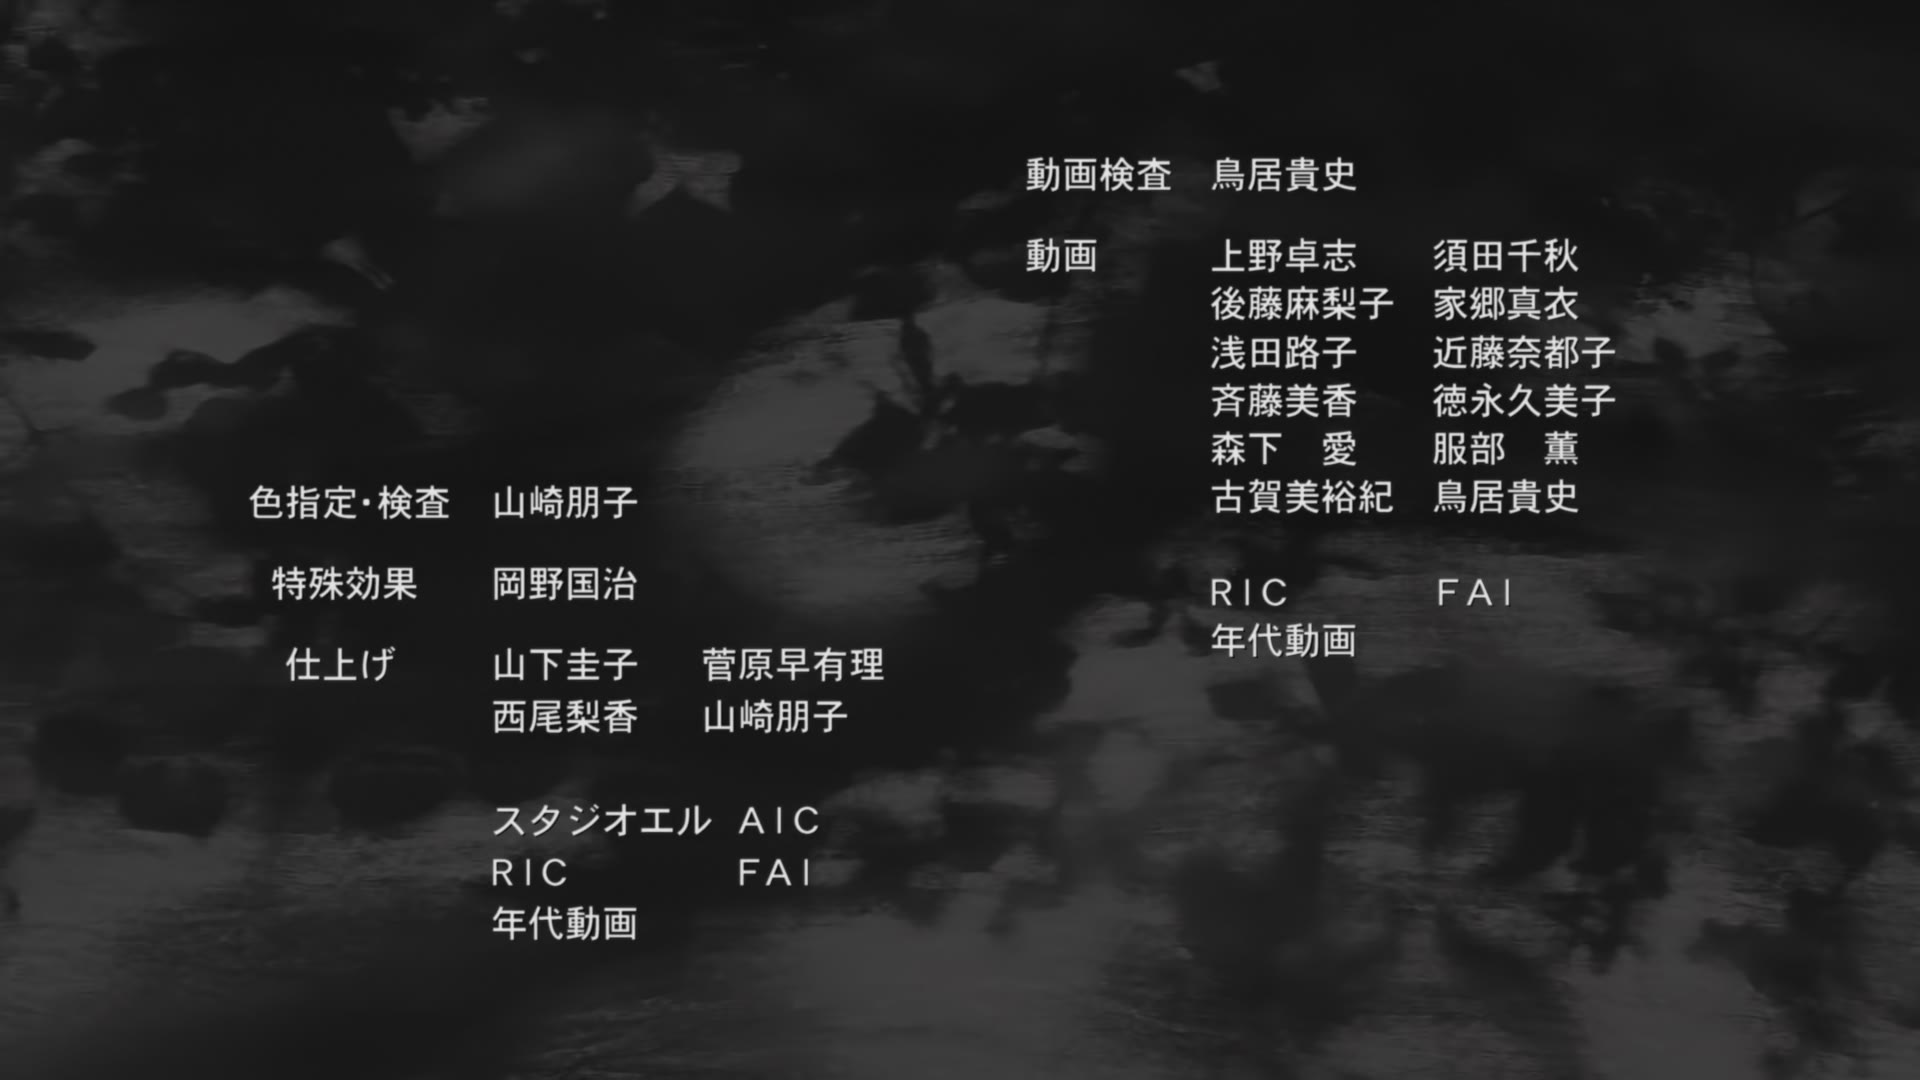 動画検査　鳥居貴史
動画　上野卓志　須田千秋
後藤麻梨子　家郷真衣
浅田路子　近藤奈都子
斉藤美香　徳永久美子
森下　愛　服部　薫
古賀美裕紀　鳥居貴史
RIC　FAI
年代動画
色指定・検査　山崎朋子
特殊効果　岡野国治
仕上げ　山下圭子　菅原早有理
西尾梨香　山崎朋子
スタジオエル　AIC
RIC　FAI
年代動画